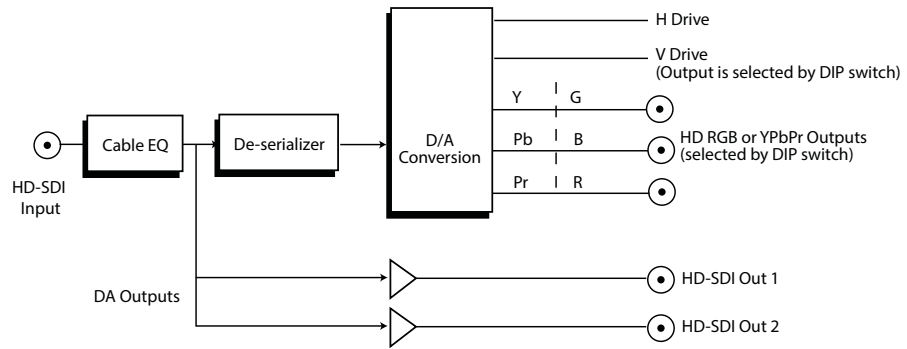 H Drive
V Drive
(Output is selected by DIP switch)
Y G
Cable EQ
De-serializer
D/A
Conversion
Pb B
HD RGB or YPbPr Outputs
(selected by DIP switch)
Pr R
HD-SDI
Input
HD-SDI Out 1
DA Outputs
HD-SDI Out 2